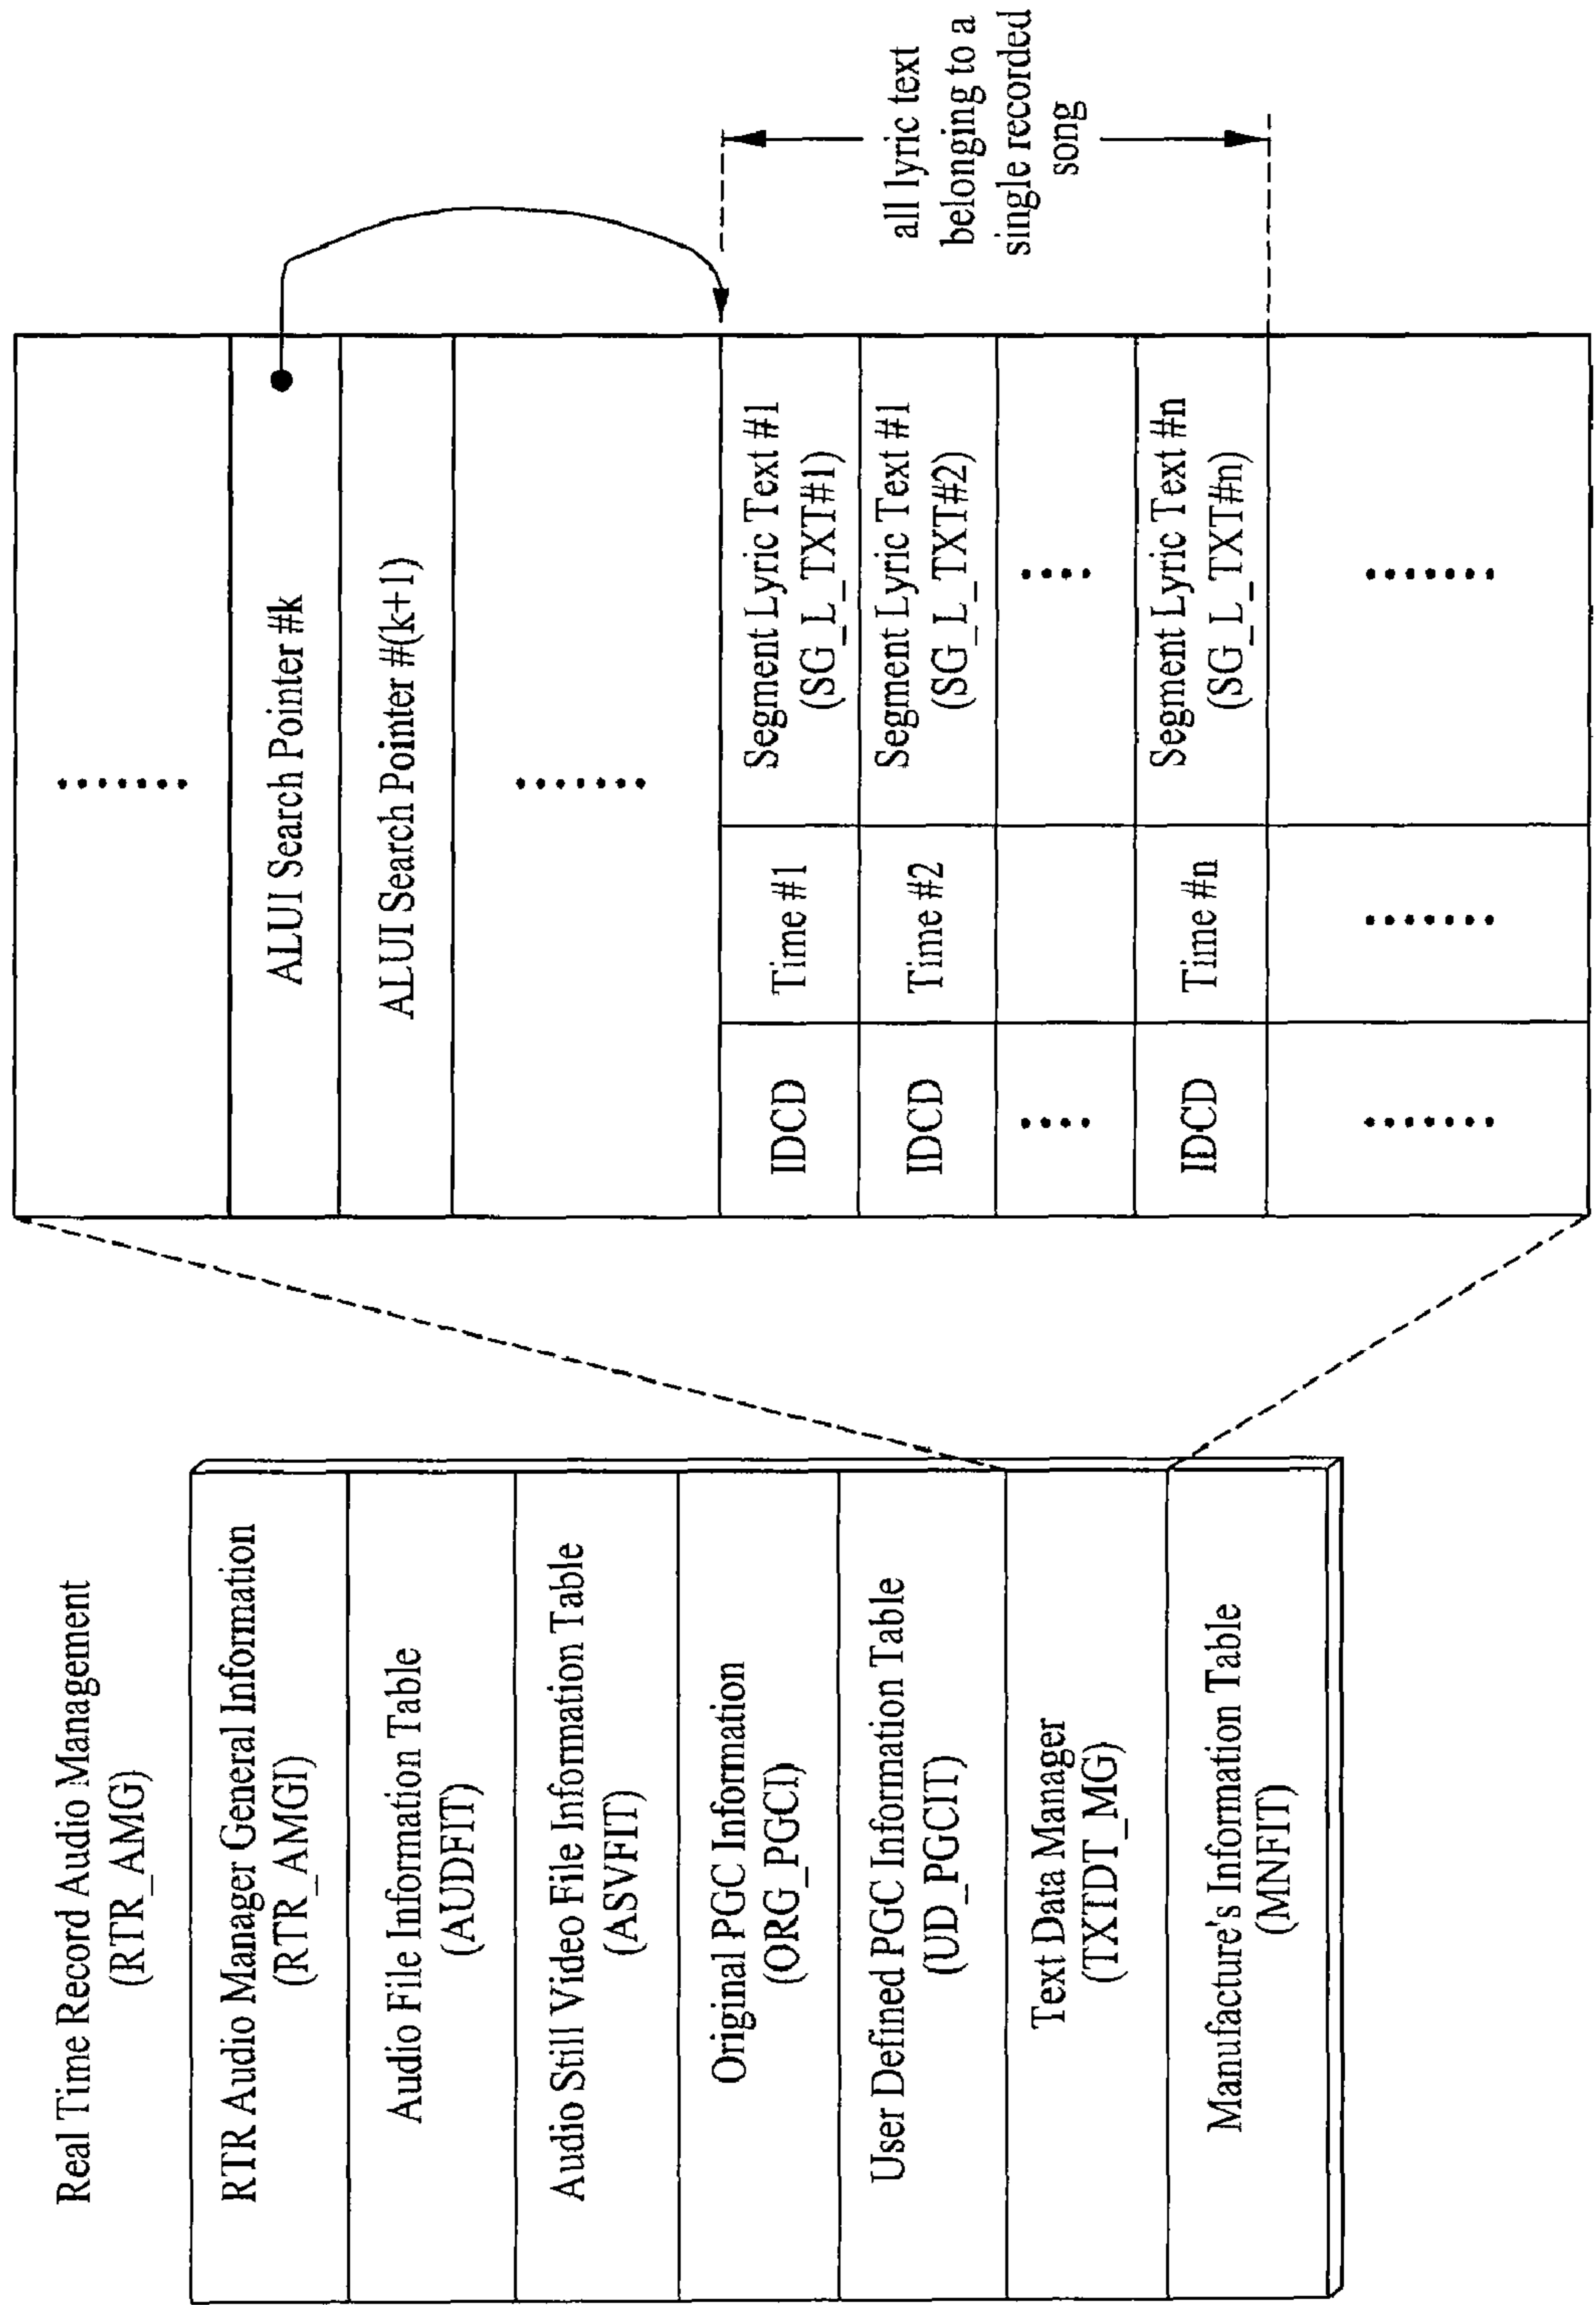 Real Time Record Audio Management
(RTR_AMG)
RTR Audio Manager General Information
(RTR_AMGI)
Audio File Information Table
(AUDFIT)
Audio Still Video File Information Table
(ASVFIT)
Original PGC Information
(ORG_PGCI)
User Defined PGC Information Table
(UD_PGCIT)
Text Data Manager
(TXTDT_MG)
Manufacture's Information Table
(MNFIT)
ALUI Search Pointer #k
ALUI Search Pointer #(k+1)
IDCD
Time #1
Segment Lyric Text #1
(SG_L_TXT#1)
IDCD
Time #2
Segment Lyric Text #1
(SG_L_TXT#2)
IDCD
Time #n
Segment Lyric Text #n
(SG_L_TXT#n)
all lyric text
belonging to a
single recorded
song